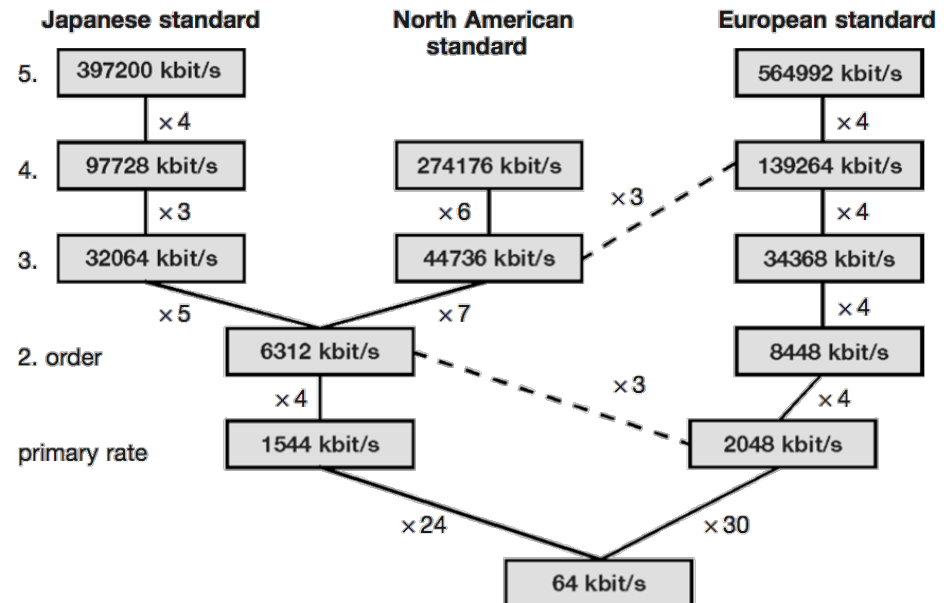 Japanese standard
North American
standard
European standard
5.
397200 kbit/s
564992 kbit/s
×4
×4
4.
97728 kbit/s
274176 kbit/s
139264 kbit/s
×3
×6
×3
×4
3.
32064 kbit/s
44736 kbit/s
34368 kbit/s
×5
×7
×4
2. order
6312 kbit/s
8448 kbit/s
×4
×3
×4
primary rate
1544 kbit/s
2048 kbit/s
×24
×30
64 kbit/s